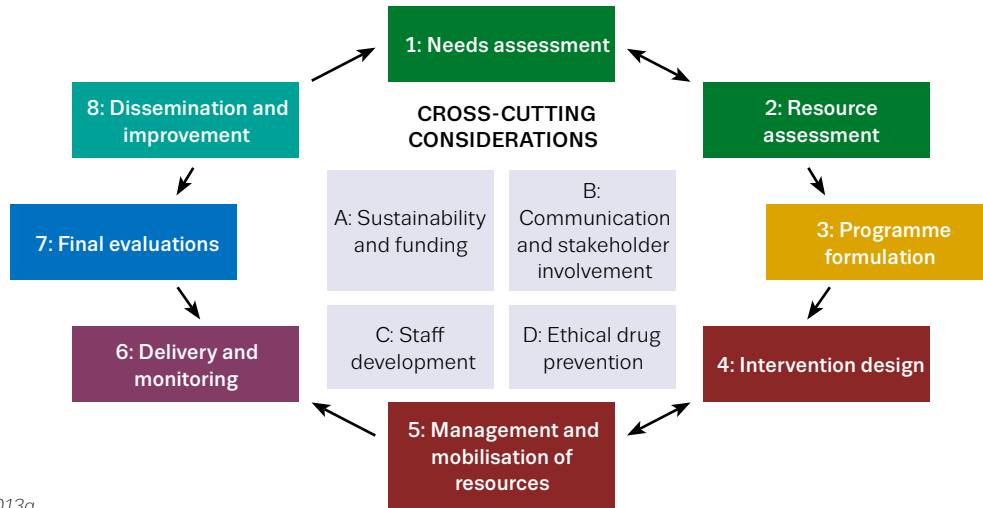 1: Needs assessment
2: Resource
assessment
3: Programme
formulation
4: Intervention design
5: Management and
mobilisation of
resources
6: Delivery and
monitoring
7: Final evaluations
8: Dissemination and
improvement
CROSS-CUTTING
CONSIDERATIONS
A: Sustainability
and funding
B:
Communication
and stakeholder
involvement
C: Staff
development
D: Ethical drug
prevention